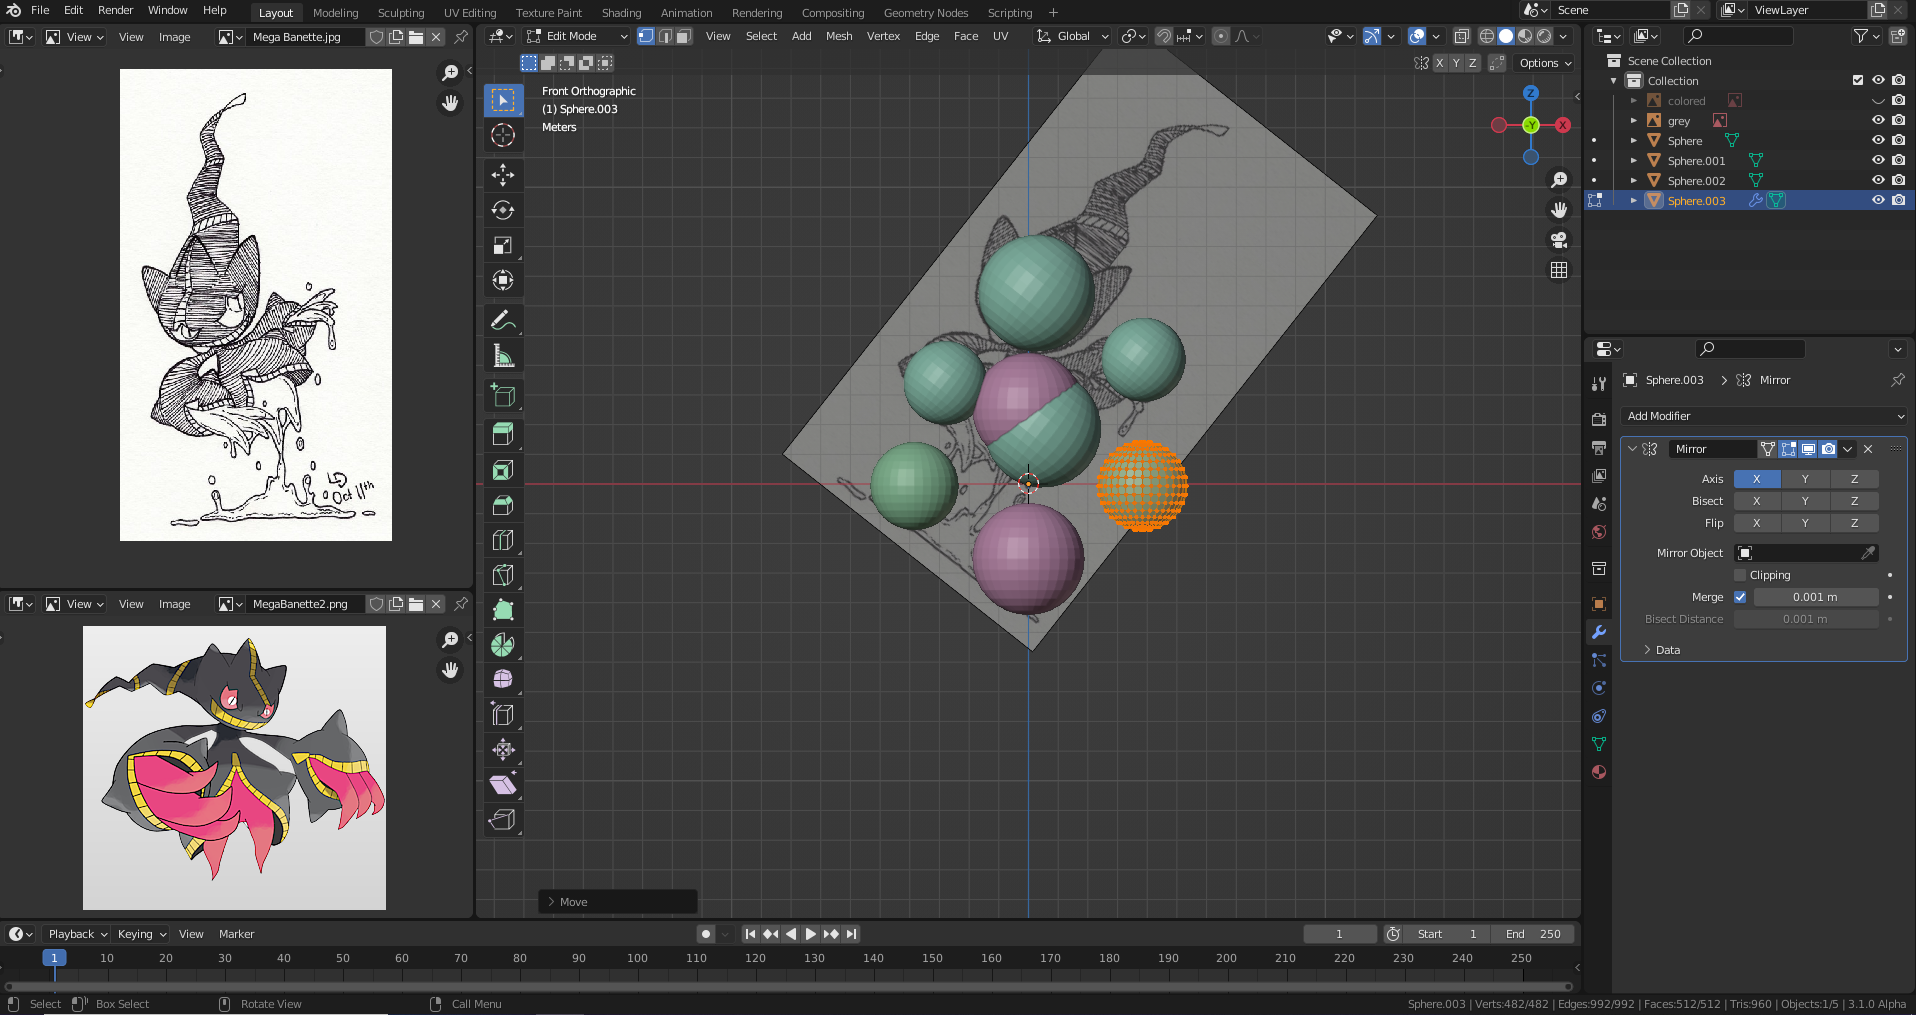 File Edit Render Window Help Layout Modeling Sculpting UV Editing Texture Paint Shading Animation Rendering Compositing Geometry Nodes Scripting + Scene ViewLayer
View View Image Mega Banette.jpg
Edit Mode View Select Add Mesh Vertex Edge Face UV Global
X Y Z Options
Front Orthographic
(1) Sphere.003
Meters
Z
-Y
X
Scene Collection
Collection
colored
grey
Sphere
Sphere.001
Sphere.002
Sphere.003
Sphere.003 > Mirror
Add Modifier
Mirror
Axis X Y Z
Bisect X Y Z
Flip X Y Z
Mirror Object
Clipping
Merge 0.001 m
Bisect Distance 0.001 m
Data
Oct 11th
View View Image MegaBanette2.png
Move
Playback Keying View Marker 1 Start 1 End 250
1 10 20 30 40 50 60 70 80 90 100 110 120 130 140 150 160 170 180 190 200 210 220 230 240 250
Select Box Select Rotate View Call Menu Sphere.003 | Verts:482/482 | Edges:992/992 | Faces:512/512 | Tris:960 | Objects:1/5 | 3.1.0 Alpha